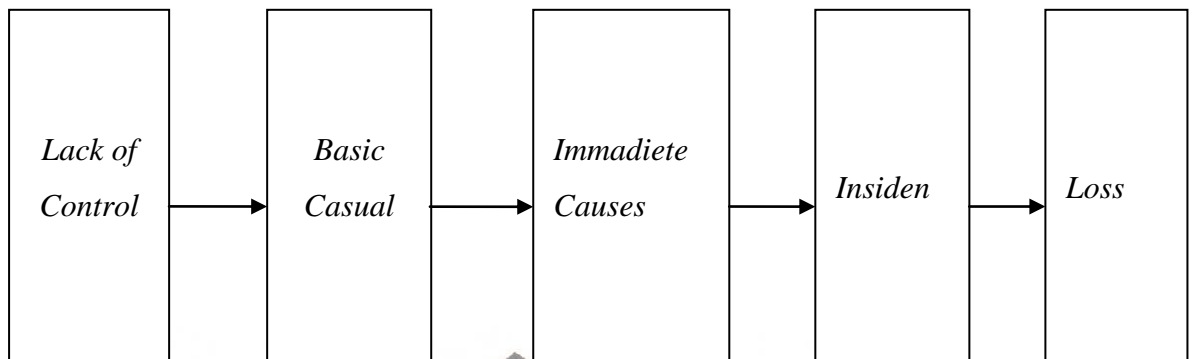 Lack of
Control
Basic
Casual
Immadiete
Causes
Insiden
Loss